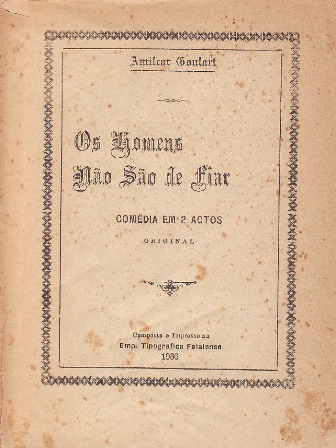 Amilcar Goulart
Os Homens
Não São de Fiar
COMÉDIA EM 2 ACTOS
ORIGINAL
Composto e Impresso na
Emp. Tipografica Faialense
1936